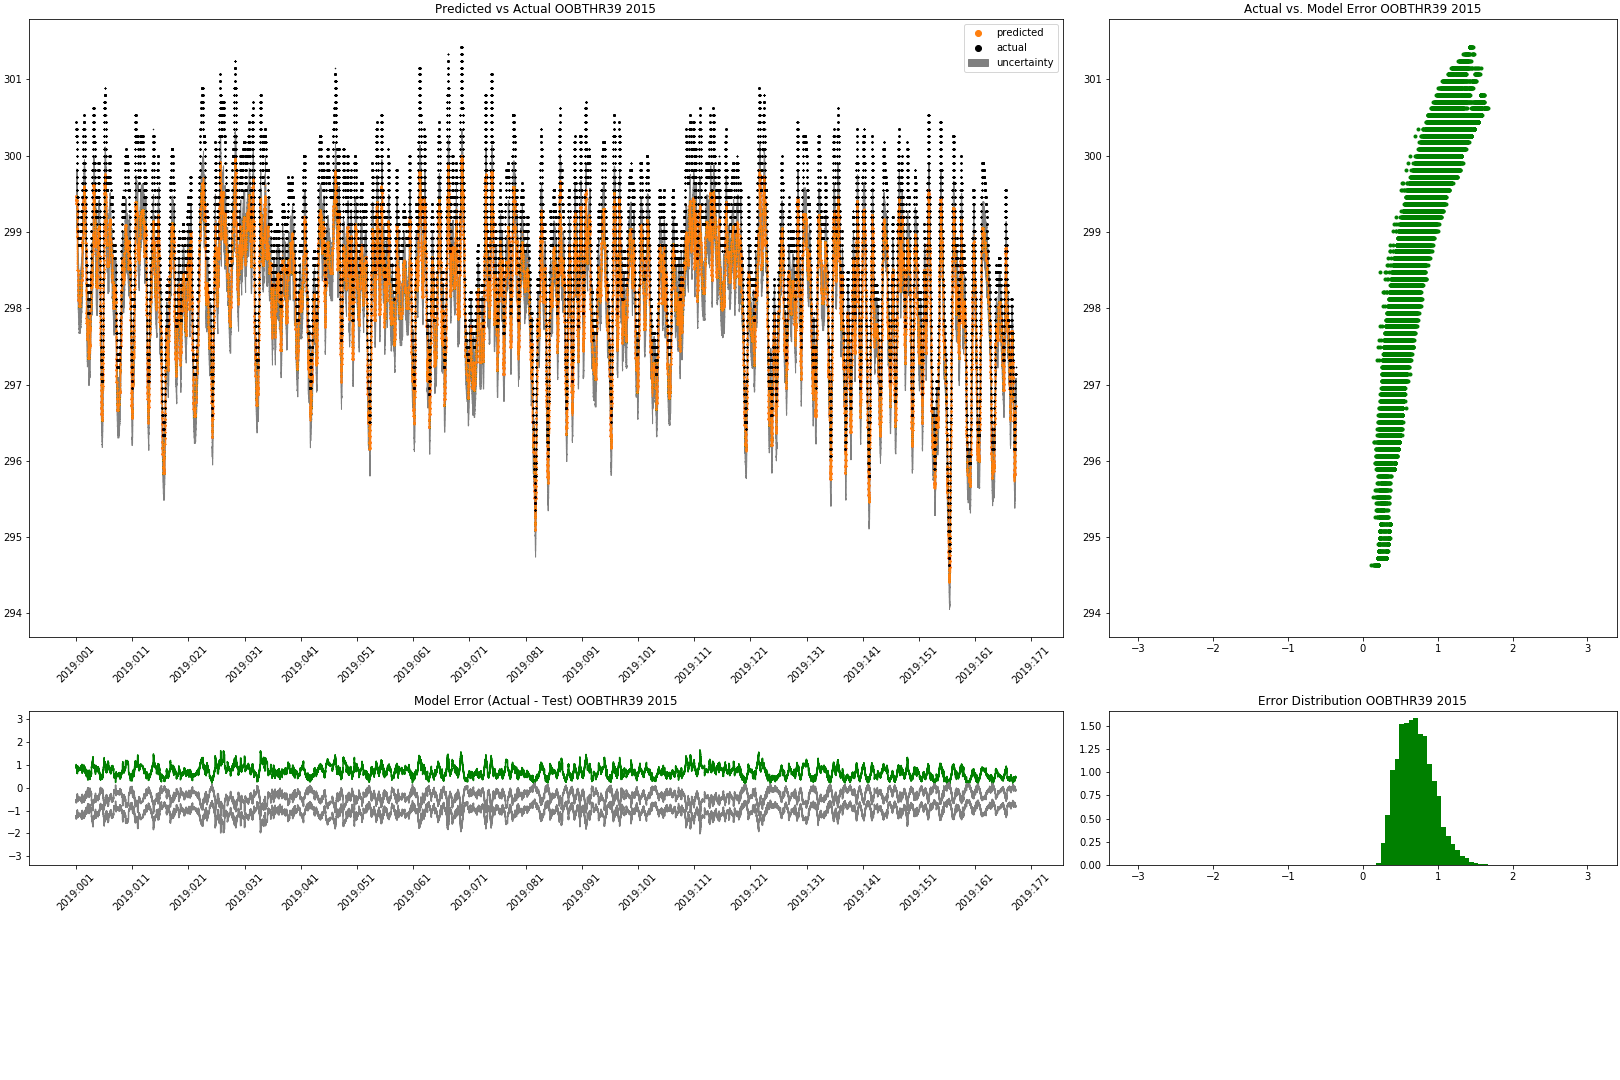 Predicted vs Actual OOBTHR39 2015
predicted
actual
uncertainty
301
300
299
298
297
296
295
294
2019:001 2019:011 2019:021 2019:031 2019:041 2019:051 2019:061 2019:071 2019:081 2019:091 2019:101 2019:111 2019:121 2019:131 2019:141 2019:151 2019:161 2019:171
Actual vs. Model Error OOBTHR39 2015
301
300
299
298
297
296
295
294
−3 −2 −1 0 1 2 3
Model Error (Actual - Test) OOBTHR39 2015
3
2
1
0
−1
−2
−3
2019:001 2019:011 2019:021 2019:031 2019:041 2019:051 2019:061 2019:071 2019:081 2019:091 2019:101 2019:111 2019:121 2019:131 2019:141 2019:151 2019:161 2019:171
Error Distribution OOBTHR39 2015
1.50
1.25
1.00
0.75
0.50
0.25
0.00
−3 −2 −1 0 1 2 3